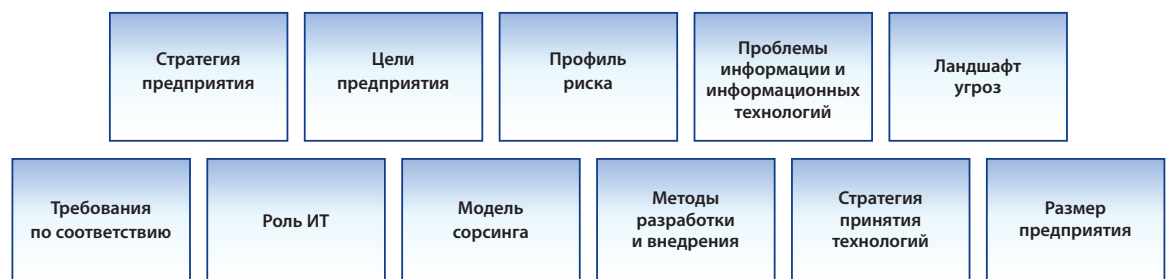 Стратегия
предприятия
Цели
предприятия
Профиль
риска
Проблемы
информации и
информационных
технологий
Ландшафт
угроз
Требования
по соответствию
Роль ИТ
Модель
сорсинга
Методы
разработки
и внедрения
Стратегия
принятия
технологий
Размер
предприятия